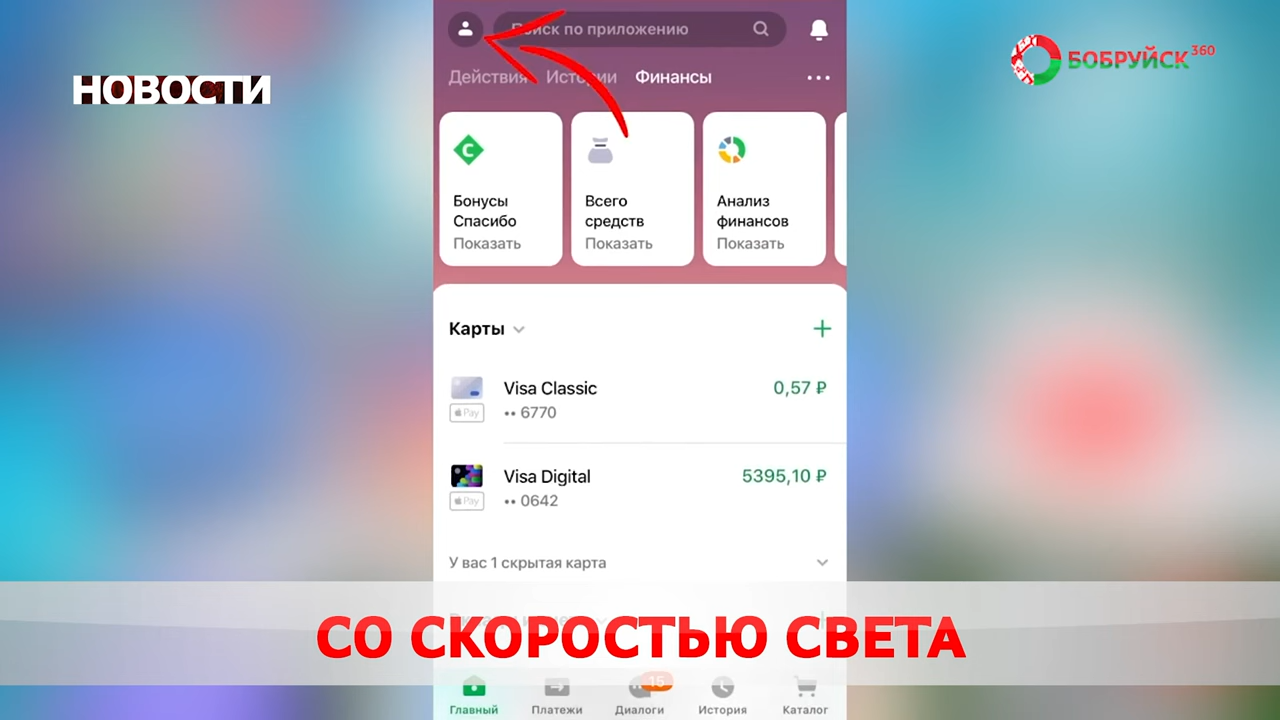 Поиск по приложению
НОВОСТИ
БОБРУЙСК 360
Действия Истории Финансы
Бонусы
Спасибо
Показать
Всего
средств
Показать
Анализ
финансов
Показать
Карты
Visa Classic
0,57 ₽
Pay
•• 6770
Visa Digital
5395,10 ₽
Pay
•• 0642
У вас 1 скрытая карта
СО СКОРОСТЬЮ СВЕТА
15
Главный Платежи Диалоги История Каталог